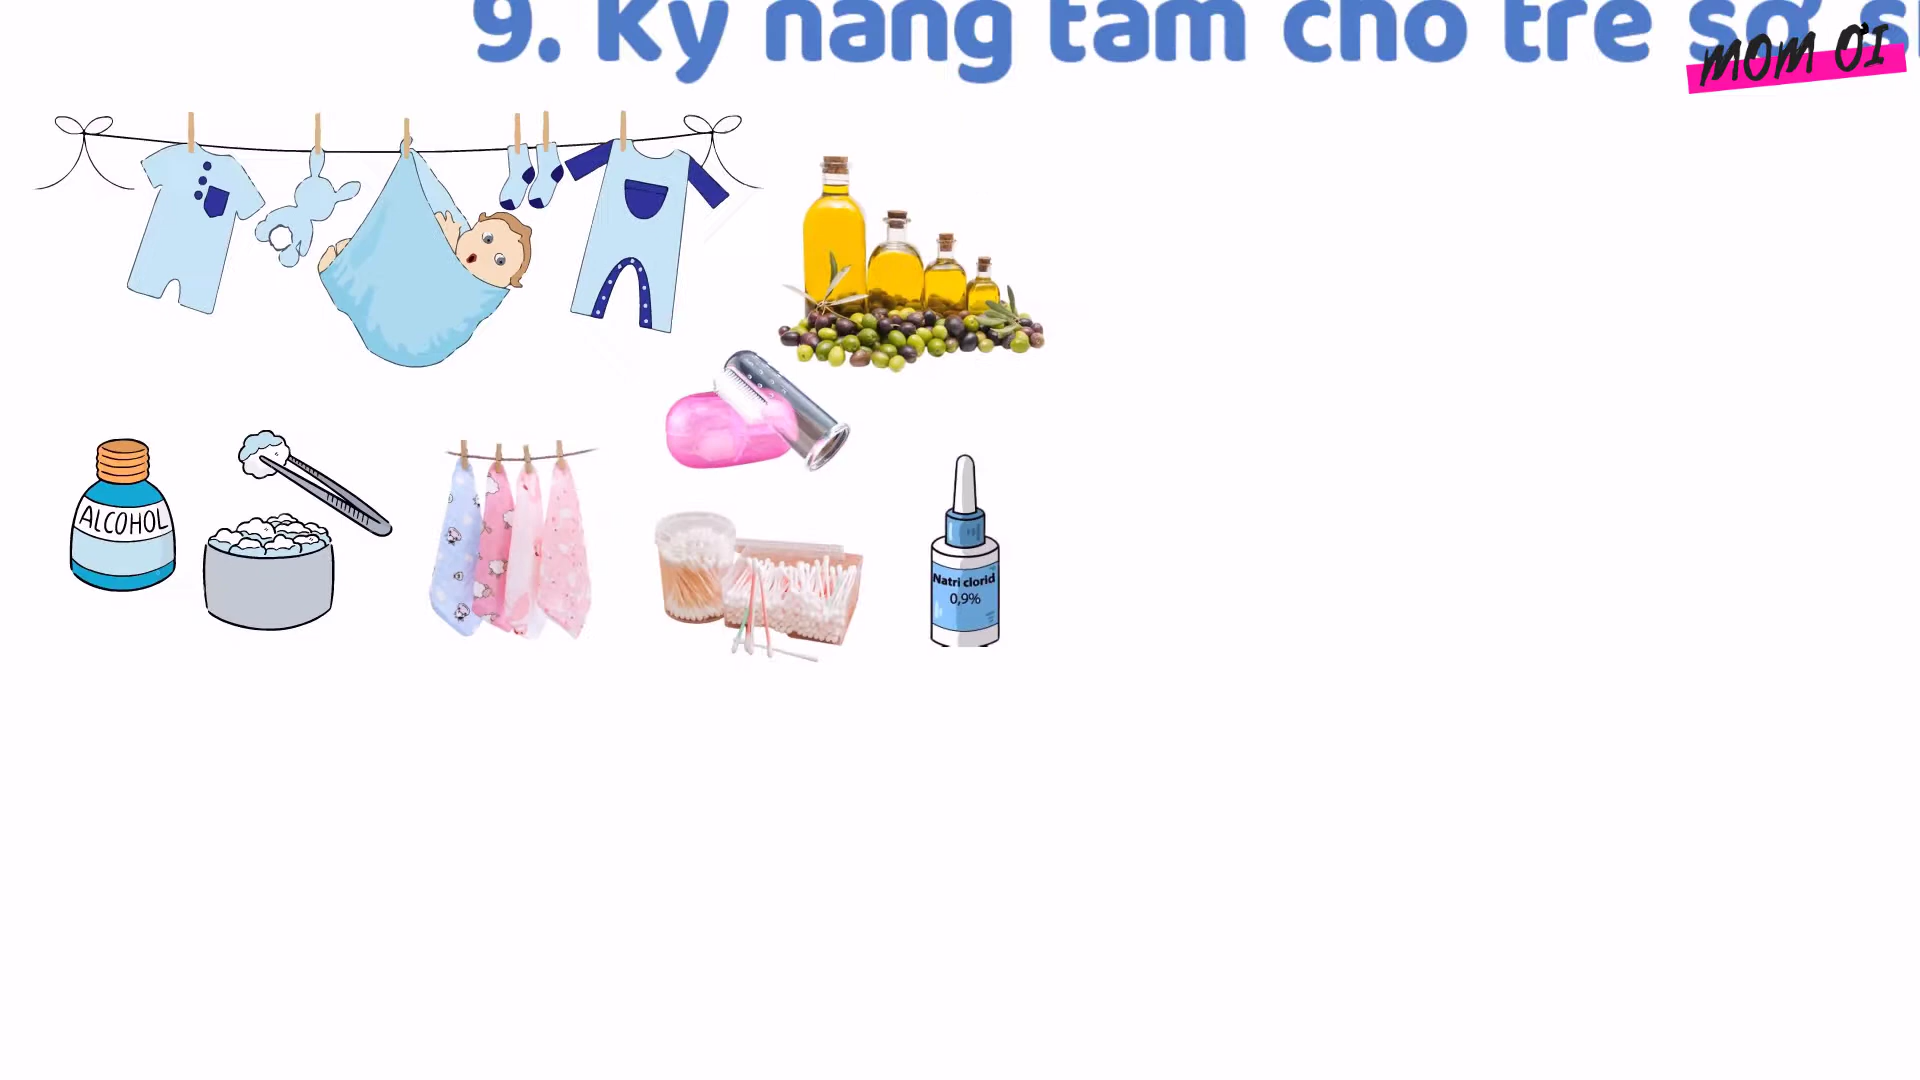 9. Kỹ năng tắm cho trẻ sơ
MOM ƠI
ALCOHOL
Natri clorid
0,9%